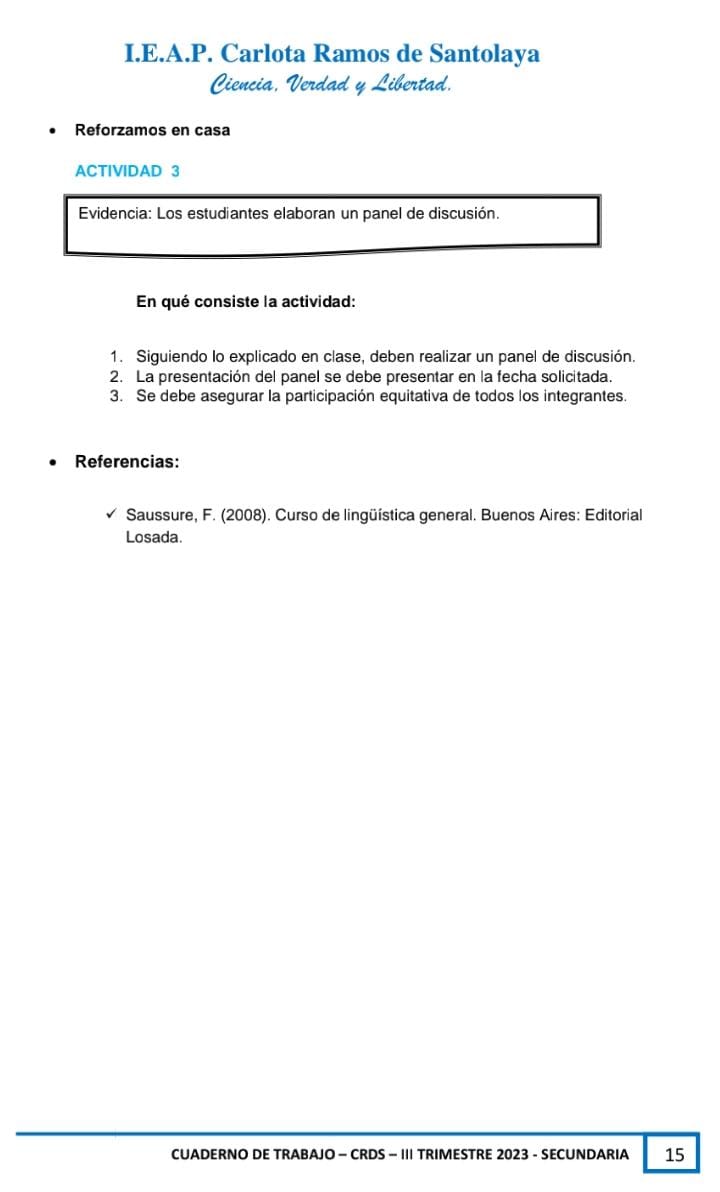 I.E.A.P. Carlota Ramos de Santolaya
Ciencia, Verdad y Libertad.
• Reforzamos en casa
ACTIVIDAD 3
Evidencia: Los estudiantes elaboran un panel de discusión.
En qué consiste la actividad:
1. Siguiendo lo explicado en clase, deben realizar un panel de discusión.
2. La presentación del panel se debe presentar en la fecha solicitada.
3. Se debe asegurar la participación equitativa de todos los integrantes.
• Referencias:
✓ Saussure, F. (2008). Curso de lingüística general. Buenos Aires: Editorial
Losada.
CUADERNO DE TRABAJO – CRDS – III TRIMESTRE 2023 - SECUNDARIA 15